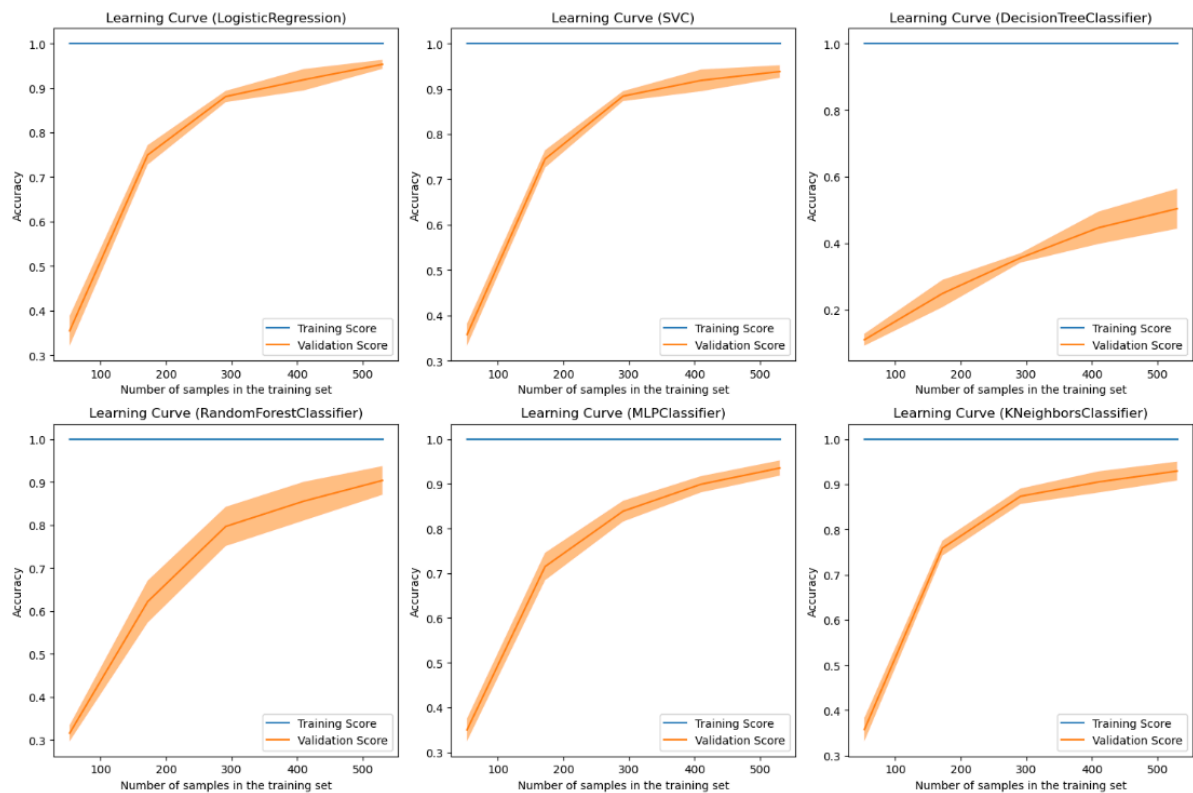 Learning Curve (LogisticRegression)
1.0
0.9
0.8
0.7
0.6
0.5
0.4
0.3
Accuracy
Training Score
Validation Score
100 200 300 400 500
Number of samples in the training set
Learning Curve (SVC)
1.0
0.9
0.8
0.7
0.6
0.5
0.4
0.3
Accuracy
Training Score
Validation Score
100 200 300 400 500
Number of samples in the training set
Learning Curve (DecisionTreeClassifier)
1.0
0.8
0.6
0.4
0.2
Accuracy
Training Score
Validation Score
100 200 300 400 500
Number of samples in the training set
Learning Curve (RandomForestClassifier)
1.0
0.9
0.8
0.7
0.6
0.5
0.4
0.3
Accuracy
Training Score
Validation Score
100 200 300 400 500
Number of samples in the training set
Learning Curve (MLPClassifier)
1.0
0.9
0.8
0.7
0.6
0.5
0.4
0.3
Accuracy
Training Score
Validation Score
100 200 300 400 500
Number of samples in the training set
Learning Curve (KNeighborsClassifier)
1.0
0.9
0.8
0.7
0.6
0.5
0.4
0.3
Accuracy
Training Score
Validation Score
100 200 300 400 500
Number of samples in the training set